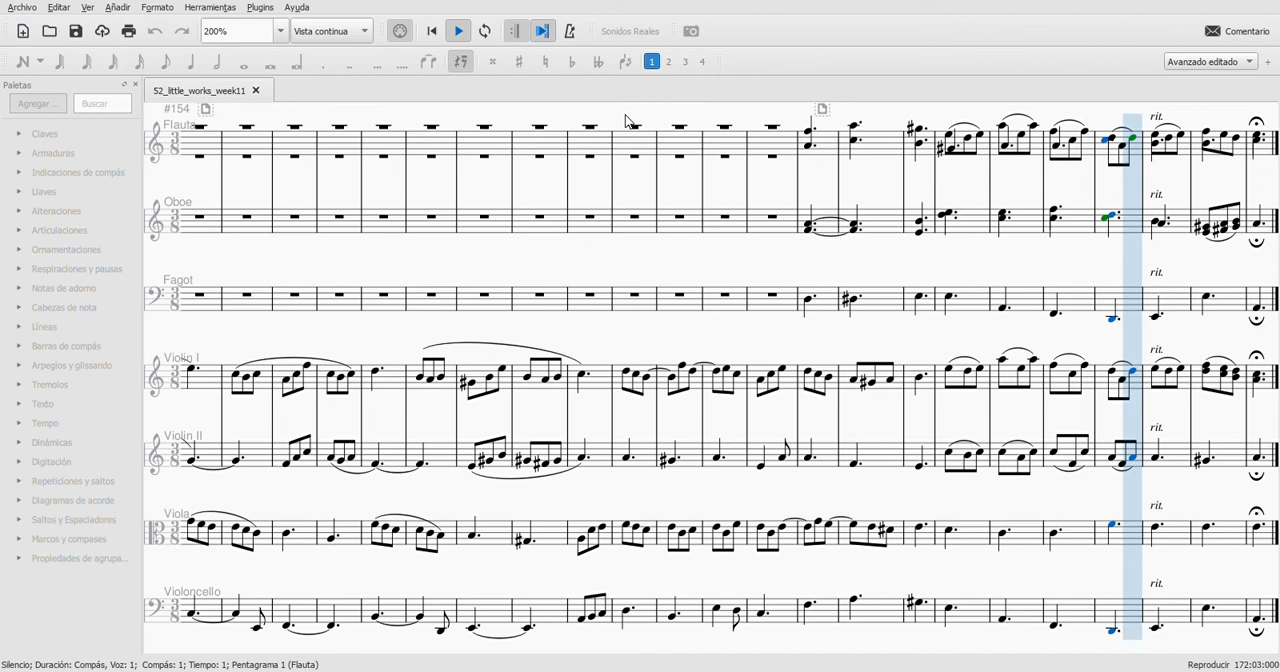 Archivo Editar Ver Añadir Formato Herramientas Plugins Ayuda
200% Vista continua Sonidos Reales Comentario
1 2 3 4 Avanzado editado +
Paletas
52_little_works_week11
Agregar ... Buscar
#154
Flauta
rit.
Claves
Armaduras
Indicaciones de compás
Llaves
Oboe
rit.
Alteraciones
Articulaciones
Ornamentaciones
Respiraciones y pausas
Fagot
rit.
Notas de adorno
Cabezas de nota
Líneas
Barras de compás
Violin I
rit.
Arpegios y glissando
Tremolos
Texto
Tempo
Violin II
rit.
Dinámicas
Digitación
Repeticiones y saltos
Diagramas de acorde
Viola
rit.
Saltos y Espaciadores
Marcos y compases
Propiedades de agrupa...
Violoncello
rit.
Silencio; Duración: Compás, Voz: 1; Compás: 1; Tiempo: 1; Pentagrama 1 (Flauta) Reproducir 172:03:000